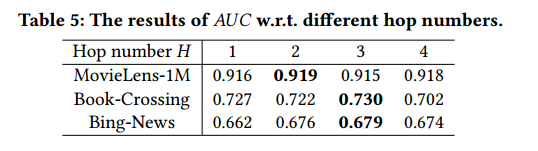 Table 5: The results of AUC w.r.t. different hop numbers.
Hop number H 1 2 3 4
MovieLens-1M 0.916 0.919 0.915 0.918
Book-Crossing 0.727 0.722 0.730 0.702
Bing-News 0.662 0.676 0.679 0.674